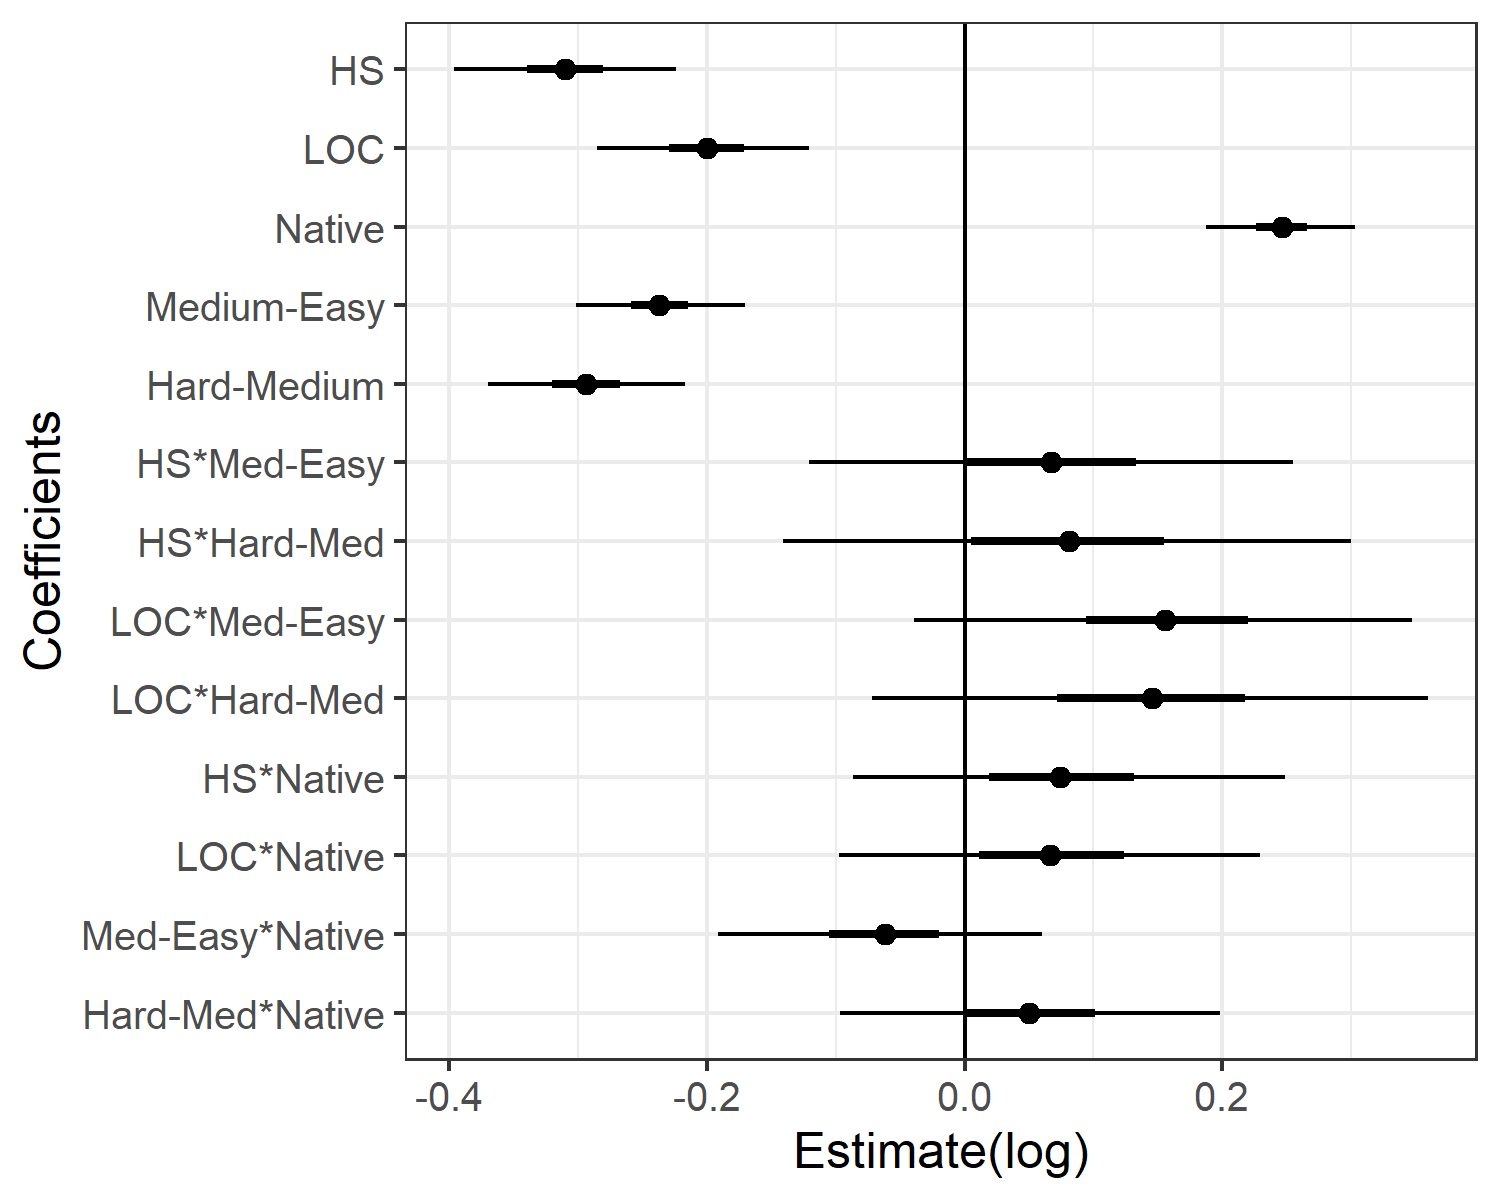 HS
LOC
Native
Medium-Easy
Hard-Medium
HS*Med-Easy
HS*Hard-Med
LOC*Med-Easy
LOC*Hard-Med
HS*Native
LOC*Native
Med-Easy*Native
Hard-Med*Native
Coefficients
-0.4 -0.2 0.0 0.2
Estimate(log)